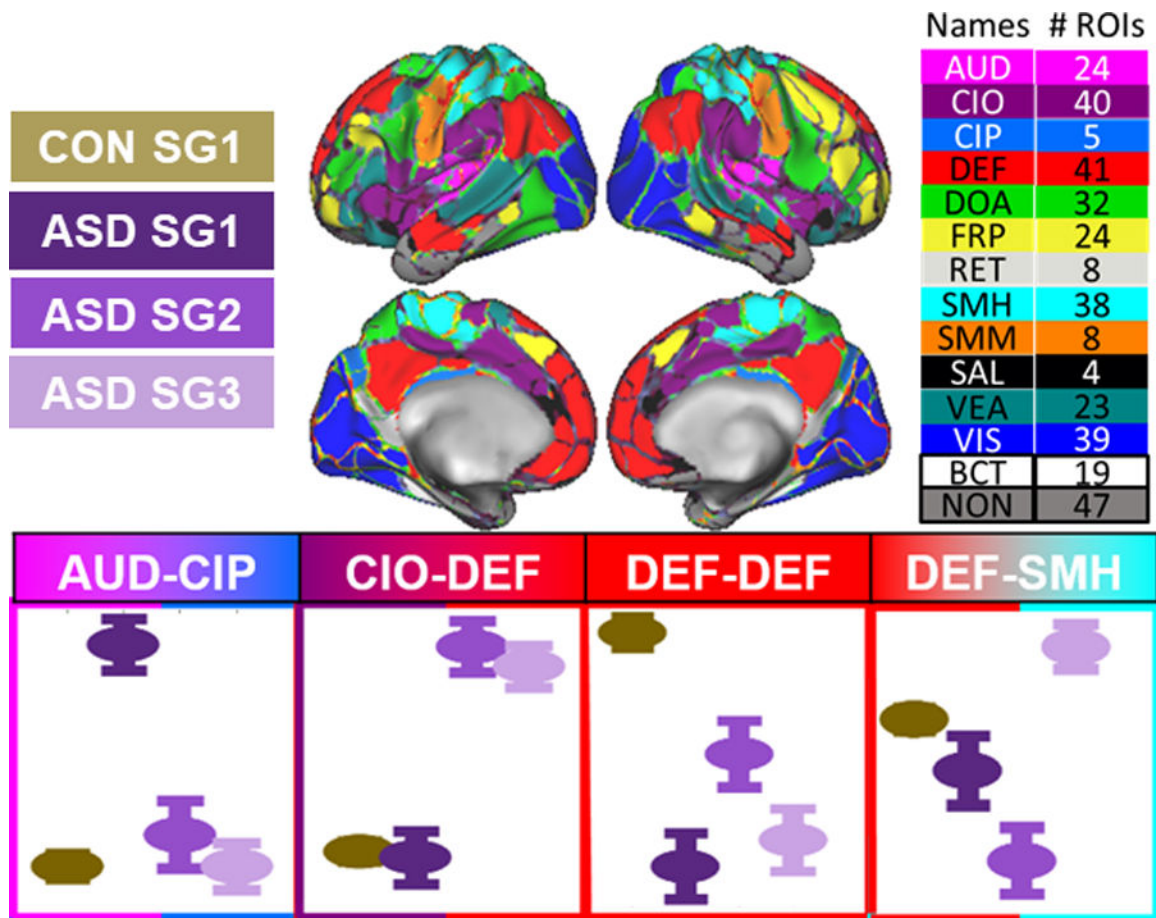 Names # ROIs
AUD 24
CIO 40
CIP 5
DEF 41
DOA 32
FRP 24
RET 8
SMH 38
SMM 8
SAL 4
VEA 23
VIS 39
BCT 19
NON 47
CON SG1
ASD SG1
ASD SG2
ASD SG3
AUD-CIP
CIO-DEF
DEF-DEF
DEF-SMH